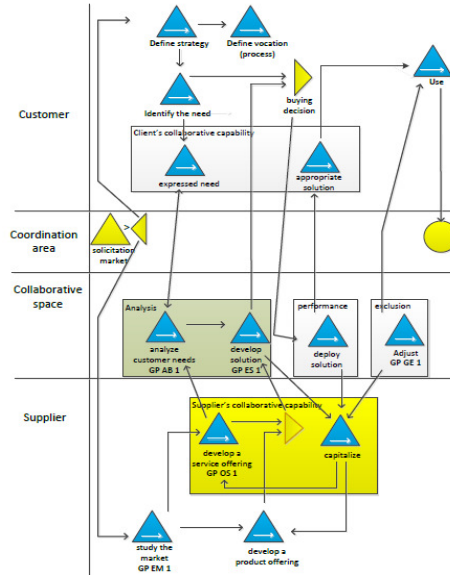 Define strategy
Define vocation
(process)
Customer
Identify the need
buying
decision
Use
Client's collaborative capability
expressed need
appropriate
solution
Coordination
area
solicitation
market
>
Collaborative
space
Analysis
performance
exclusion
analyze
customer needs
GP AB 1
develop
solution
GP ES 1
deploy
solution
Adjust
GP GE 1
Supplier
Supplier's collaborative capability
develop a
service offering
GP OS 1
capitalize
study the
market
GP EM 1
develop a
product offering